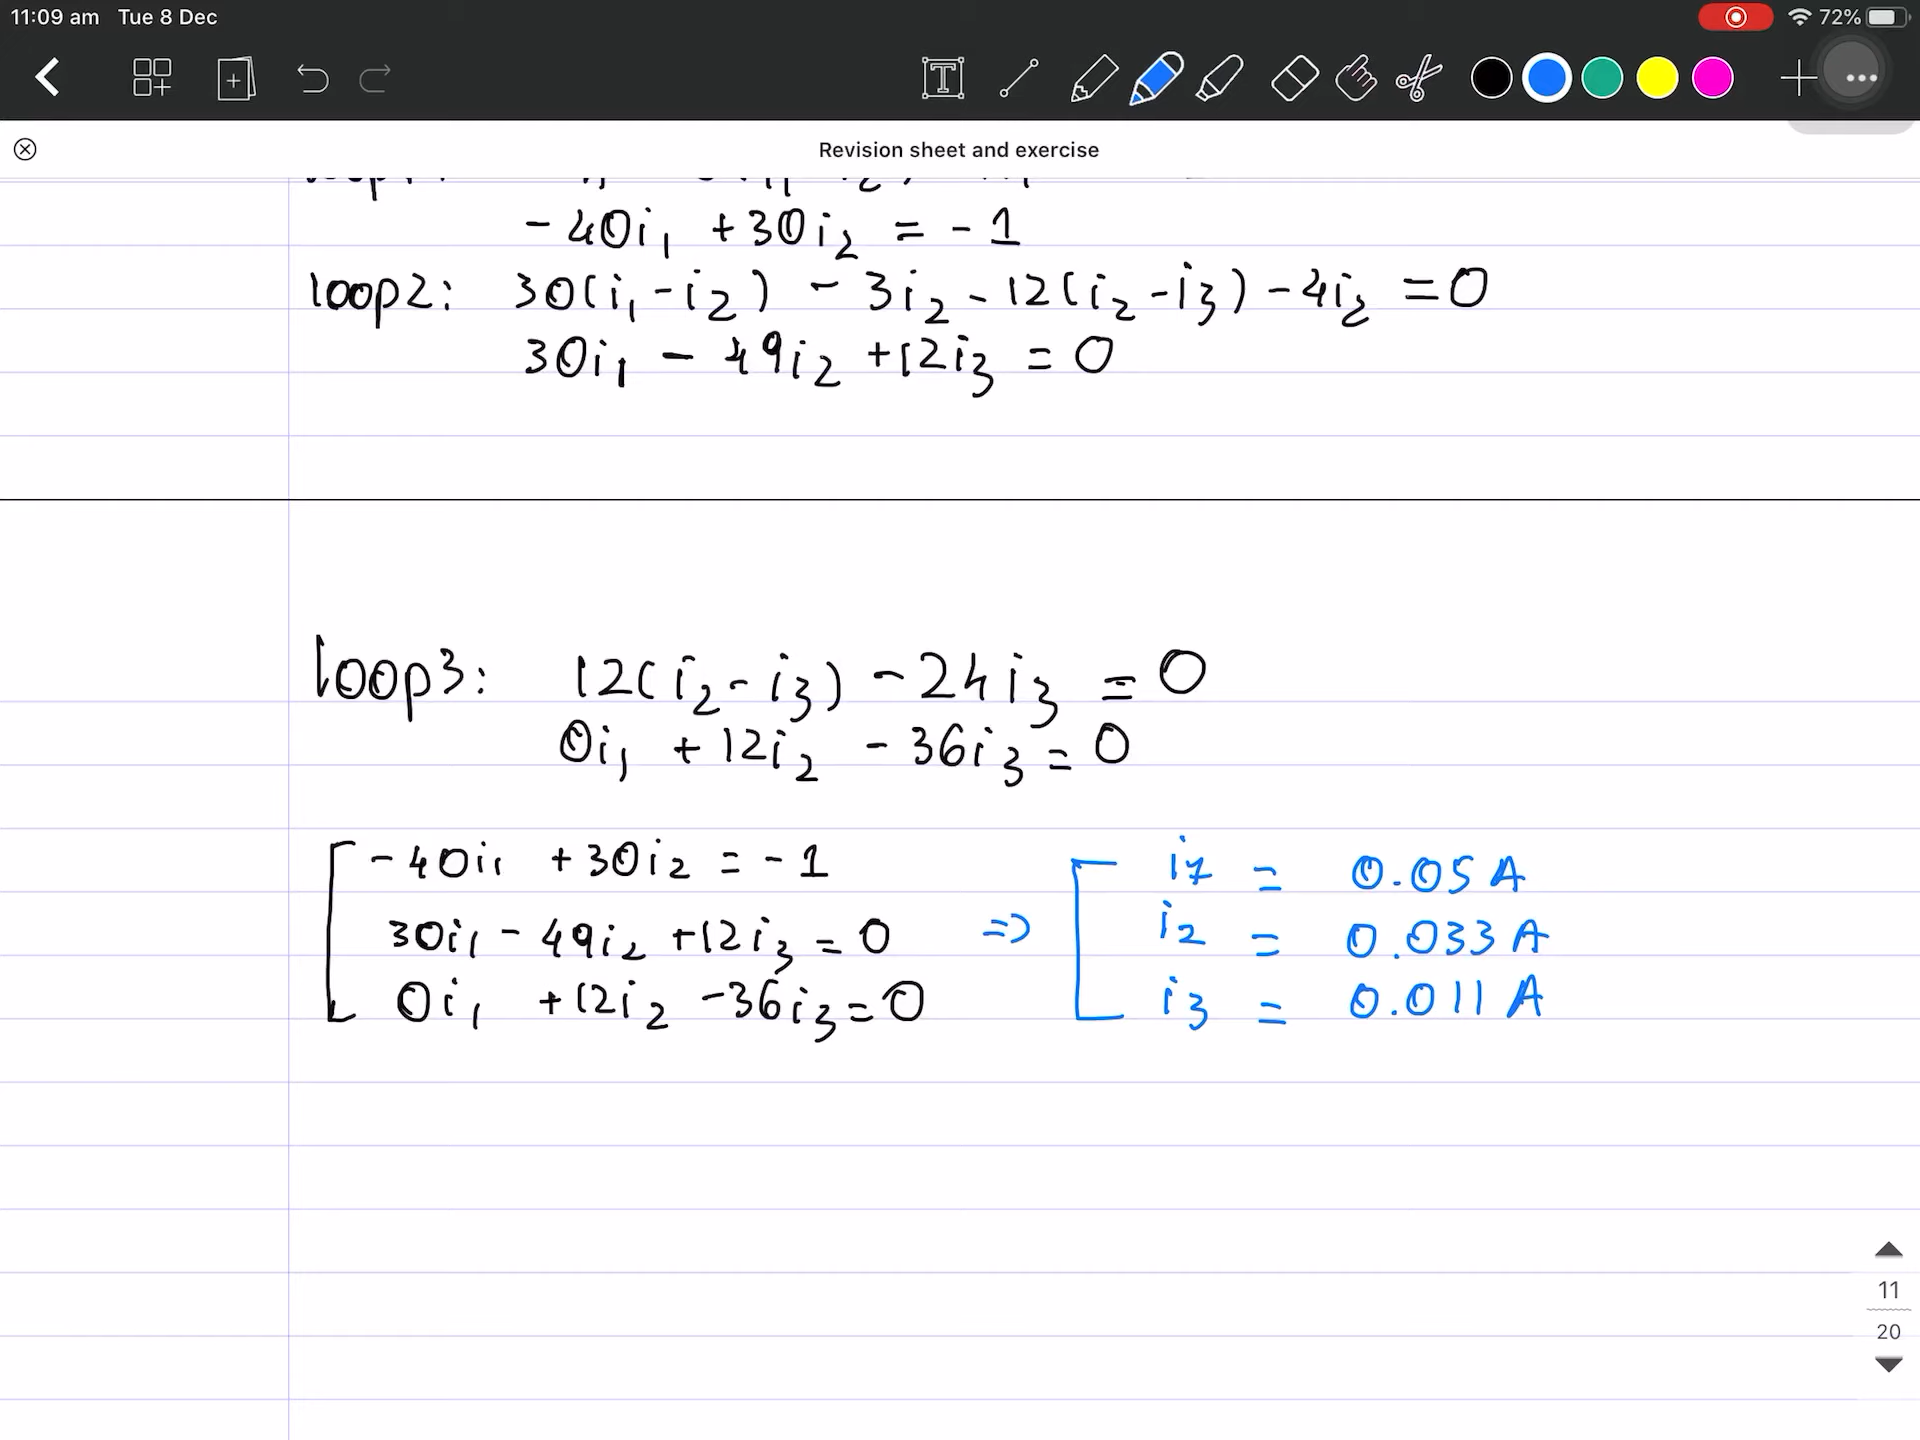 11:09 am Tue 8 Dec 72%
T
Revision sheet and exercise
-40i₁ +30i₂ = -1
loop2: 30(i₁-i₂) - 3i₂ - 12(i₂-i₃) - 4i₂ = 0
30i₁ - 49i₂ +12i₃ = 0
loop3: 12(i₂-i₃) - 24i₃ = 0
0i₁ + 12i₂ - 36i₃ = 0
-40i₁ +30i₂ = -1
30i₁ - 49i₂ +12i₃ = 0
0i₁ +12i₂ -36i₃ = 0
=> i1 = 0.05 A
i2 = 0.033 A
i3 = 0.011 A
11
20